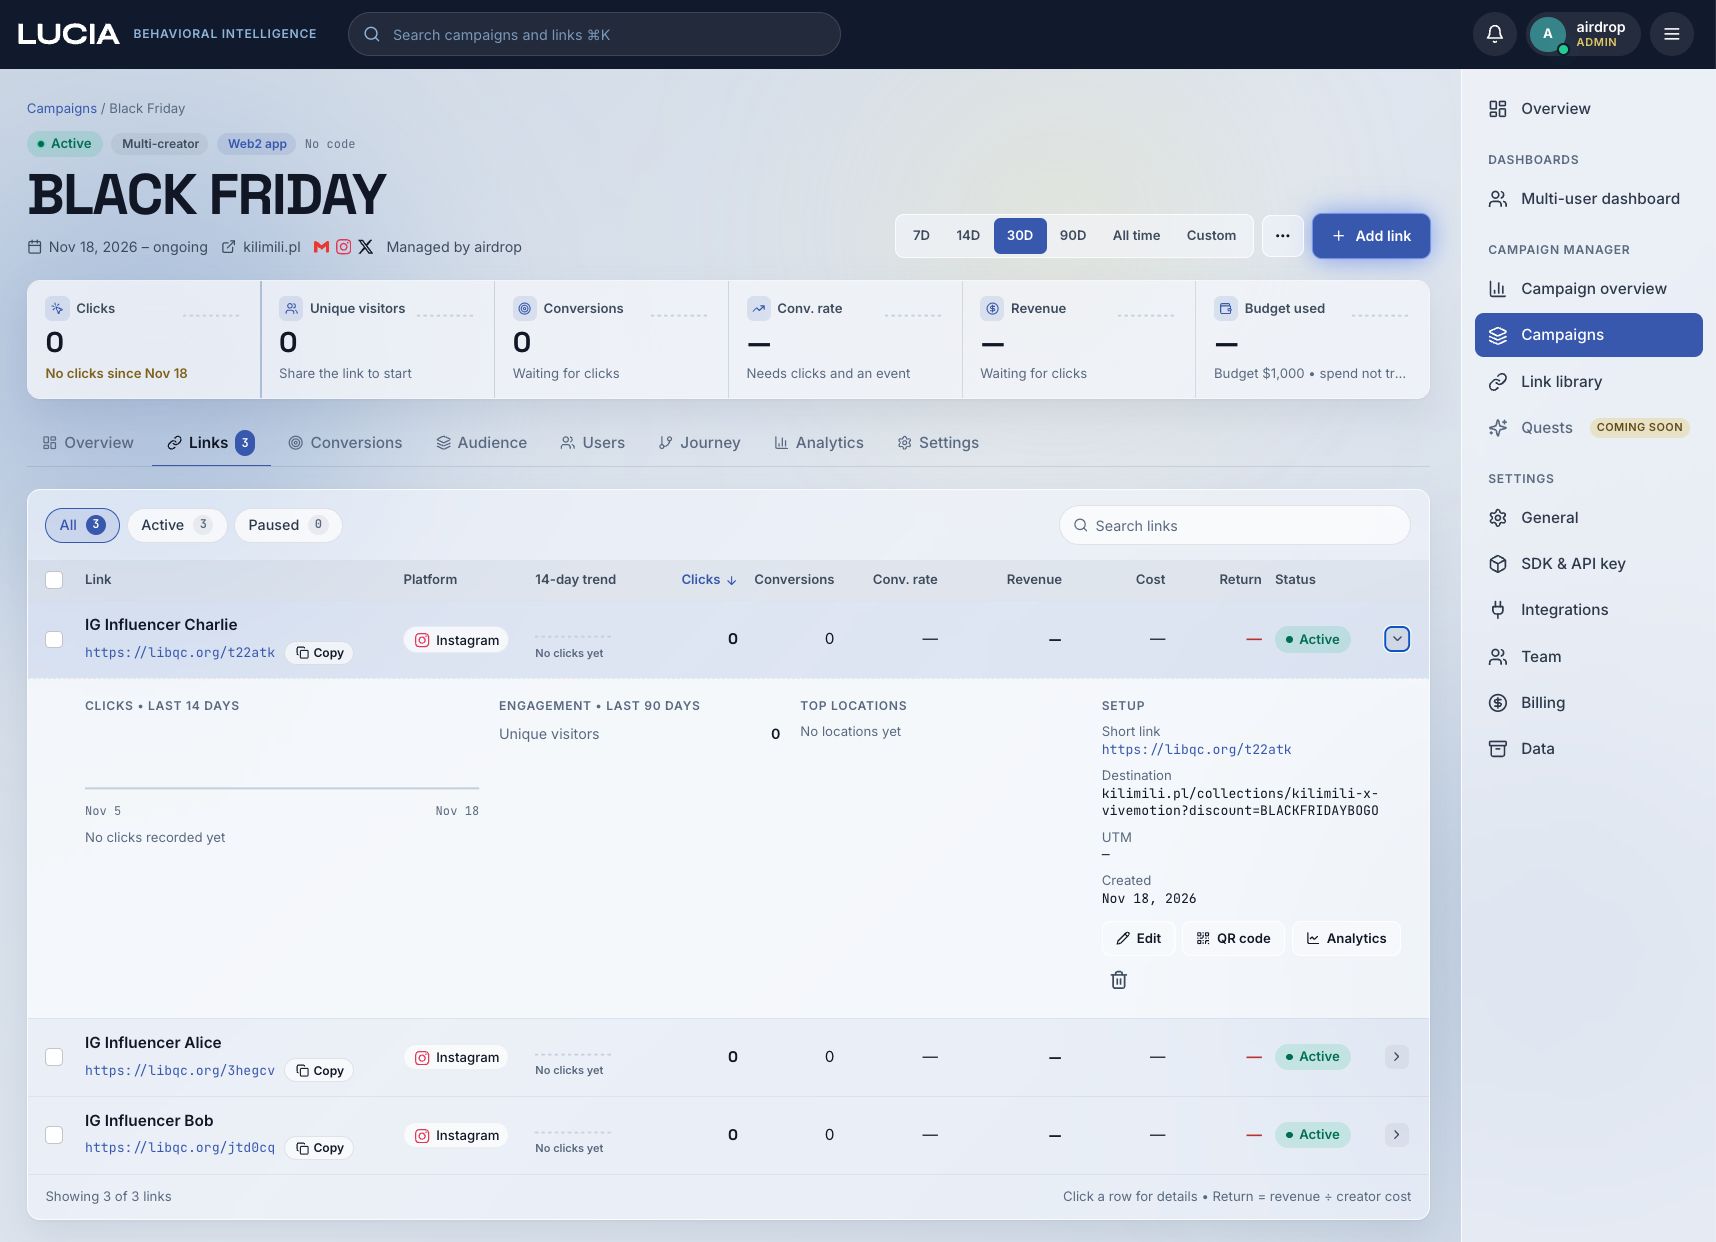 LUCIA BEHAVIORAL INTELLIGENCE
Search campaigns and links ⌘K
A airdrop
ADMIN
Campaigns / Black Friday
Active Multi-creator Web2 app No code
BLACK FRIDAY
Nov 18, 2026 – ongoing kilimili.pl Managed by airdrop
7D 14D 30D 90D All time Custom ••• + Add link
Clicks
0
No clicks since Nov 18
Unique visitors
0
Share the link to start
Conversions
0
Waiting for clicks
Conv. rate
—
Needs clicks and an event
Revenue
—
Waiting for clicks
Budget used
—
Budget $1,000 • spend not tr…
Overview Links 3 Conversions Audience Users Journey Analytics Settings
All 3 Active 3 Paused 0
Search links
Link Platform 14-day trend Clicks ↓ Conversions Conv. rate Revenue Cost Return Status
IG Influencer Charlie
https://libqc.org/t22atk Copy
Instagram
No clicks yet
0 0 — — — — Active
CLICKS • LAST 14 DAYS
Nov 5 Nov 18
No clicks recorded yet
ENGAGEMENT • LAST 90 DAYS
Unique visitors 0
TOP LOCATIONS
No locations yet
SETUP
Short link
https://libqc.org/t22atk
Destination
kilimili.pl/collections/kilimili-x-
vivemotion?discount=BLACKFRIDAYBOGO
UTM
—
Created
Nov 18, 2026
Edit QR code Analytics
IG Influencer Alice
https://libqc.org/3hegcv Copy
Instagram
No clicks yet
0 0 — — — — Active
IG Influencer Bob
https://libqc.org/jtd0cq Copy
Instagram
No clicks yet
0 0 — — — — Active
Showing 3 of 3 links
Click a row for details • Return = revenue ÷ creator cost
Overview
DASHBOARDS
Multi-user dashboard
CAMPAIGN MANAGER
Campaign overview
Campaigns
Link library
Quests COMING SOON
SETTINGS
General
SDK & API key
Integrations
Team
Billing
Data